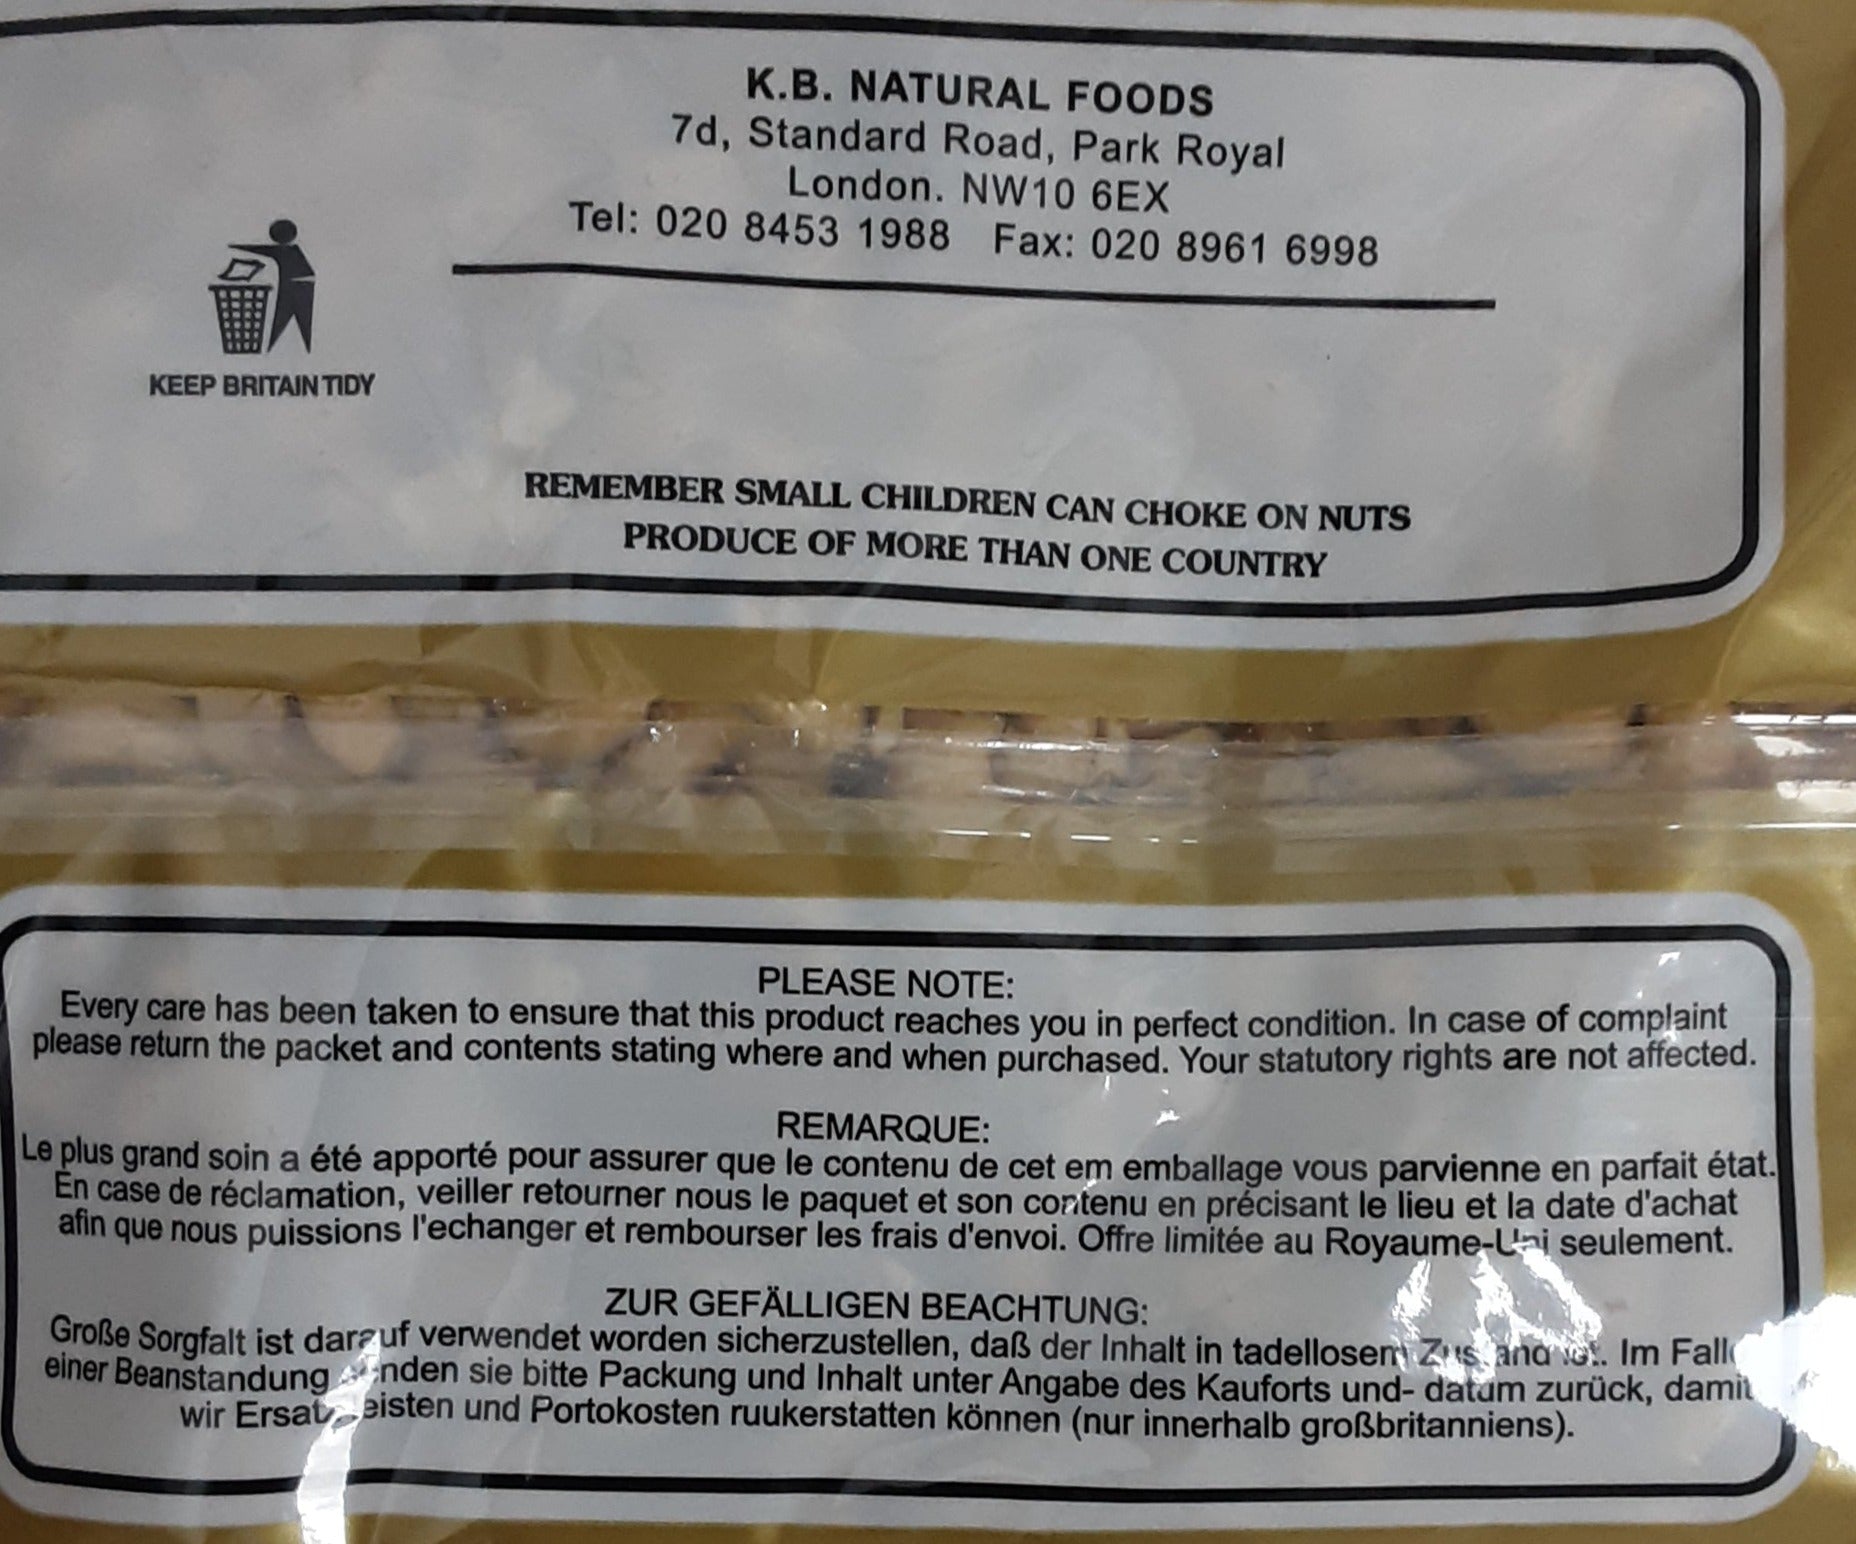 K.B. NATURAL FOODS
7d, Standard Road, Park Royal
London. NW10 6EX
Tel: 020 8453 1988 Fax: 020 8961 6998
KEEP BRITAIN TIDY
REMEMBER SMALL CHILDREN CAN CHOKE ON NUTS
PRODUCE OF MORE THAN ONE COUNTRY
PLEASE NOTE:
Every care has been taken to ensure that this product reaches you in perfect condition. In case of complaint
please return the packet and contents stating where and when purchased. Your statutory rights are not affected.
REMARQUE:
Le plus grand soin a été apporté pour assurer que le contenu de cet em emballage vous parvienne en parfait état.
En case de réclamation, veiller retourner nous le paquet et son contenu en précisant le lieu et la date d'achat
afin que nous puissions l'echanger et rembourser les frais d'envoi. Offre limitée au Royaume-Uni seulement.
ZUR GEFÄLLIGEN BEACHTUNG:
Große Sorgfalt ist darauf verwendet worden sicherzustellen, daß der Inhalt in tadellosem Zustand ist. Im Falle
einer Beanstandung sie bitte Packung und Inhalt unter Angabe des Kauforts und- datum zurück, damit
wir und Portokosten ruukerstatten können (nur innerhalb großbritanniens).